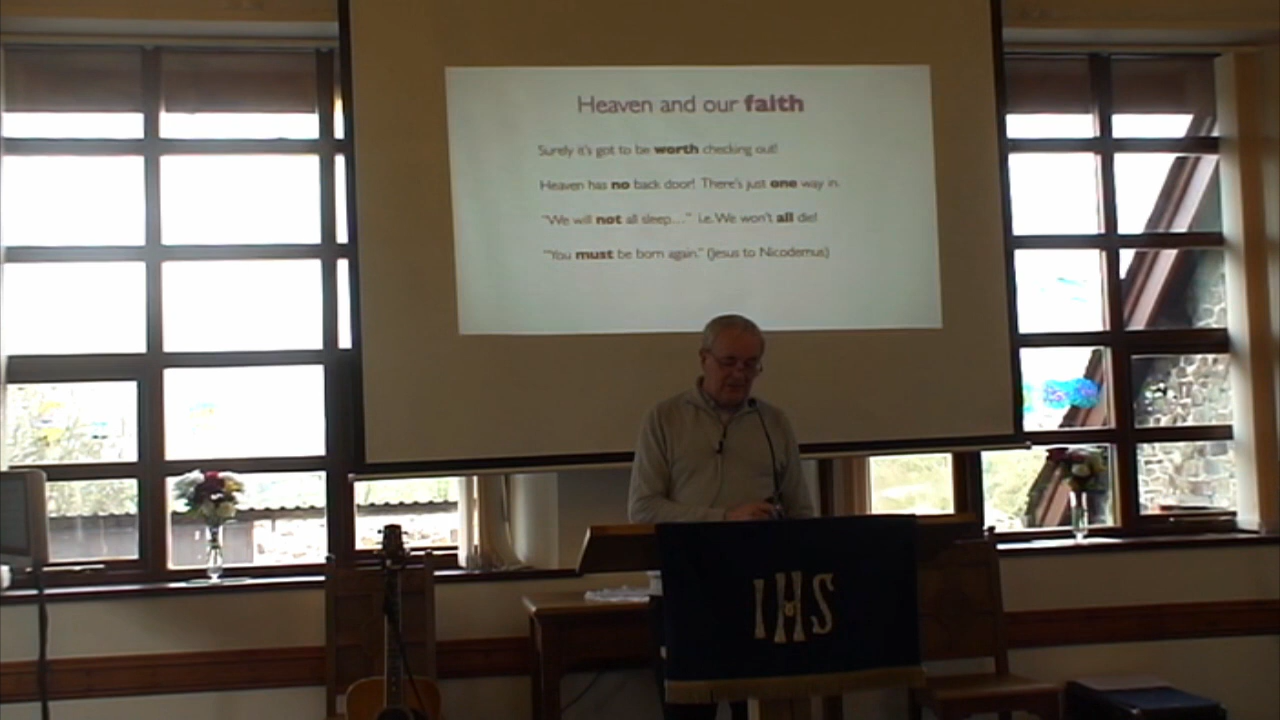 Heaven and our faith
Surely it's got to be worth checking out!
Heaven has no back door! There's just one way in.
"We will not all sleep..." i.e. We won't all die!
"You must be born again." (Jesus to Nicodemus)
IHS